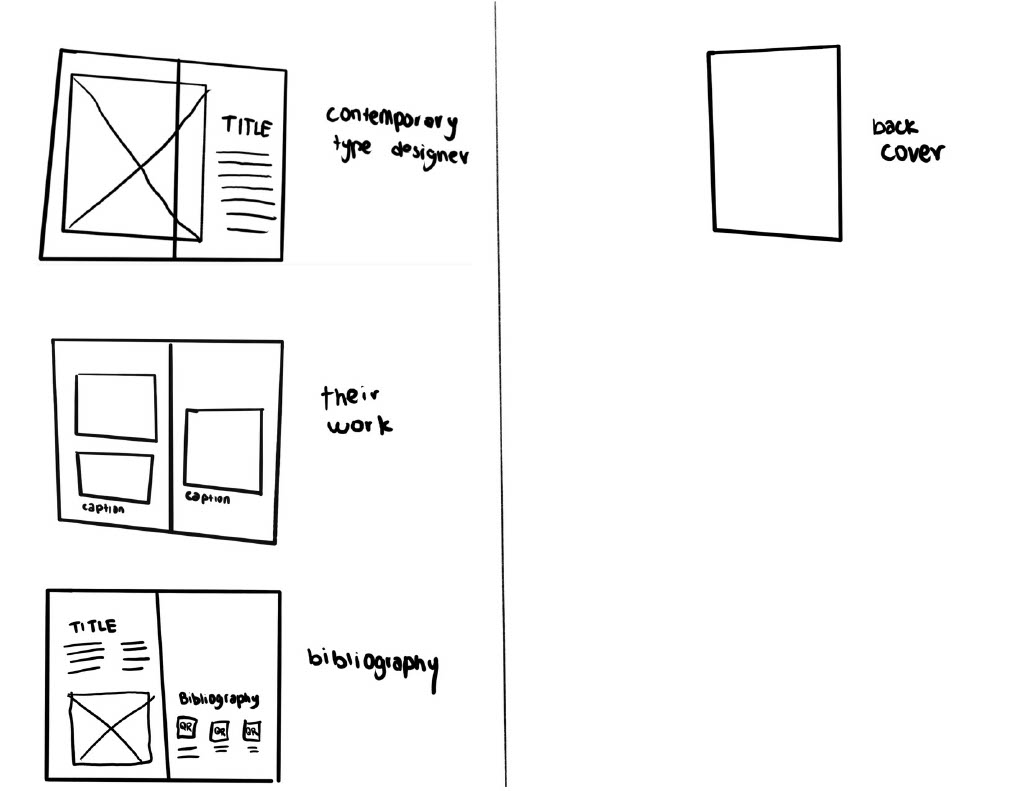 TITLE
contemporary
type designer
their
work
caption
caption
TITLE
bibliography
Bibliography
QR QR QR
back
cover